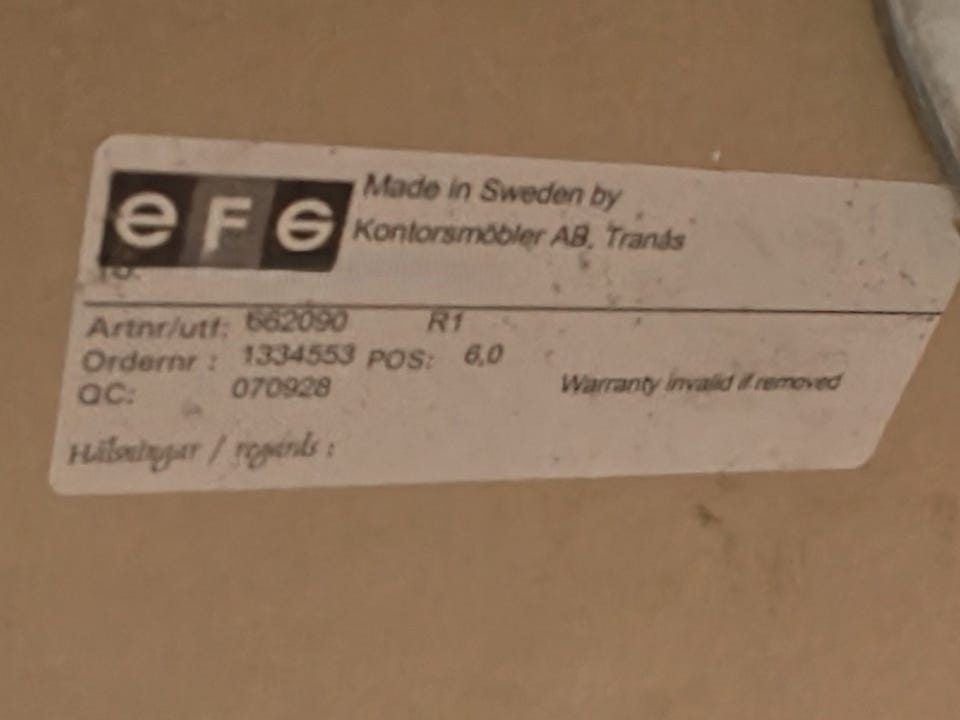 eFG
Made in Sweden by
Kontorsmöbler AB, Tranås
TO:
Artnr/utf: 662090 R1
Ordernr : 1334553 POS: 6,0
QC: 070928
Warranty invalid if removed
Hälsningar / regards :